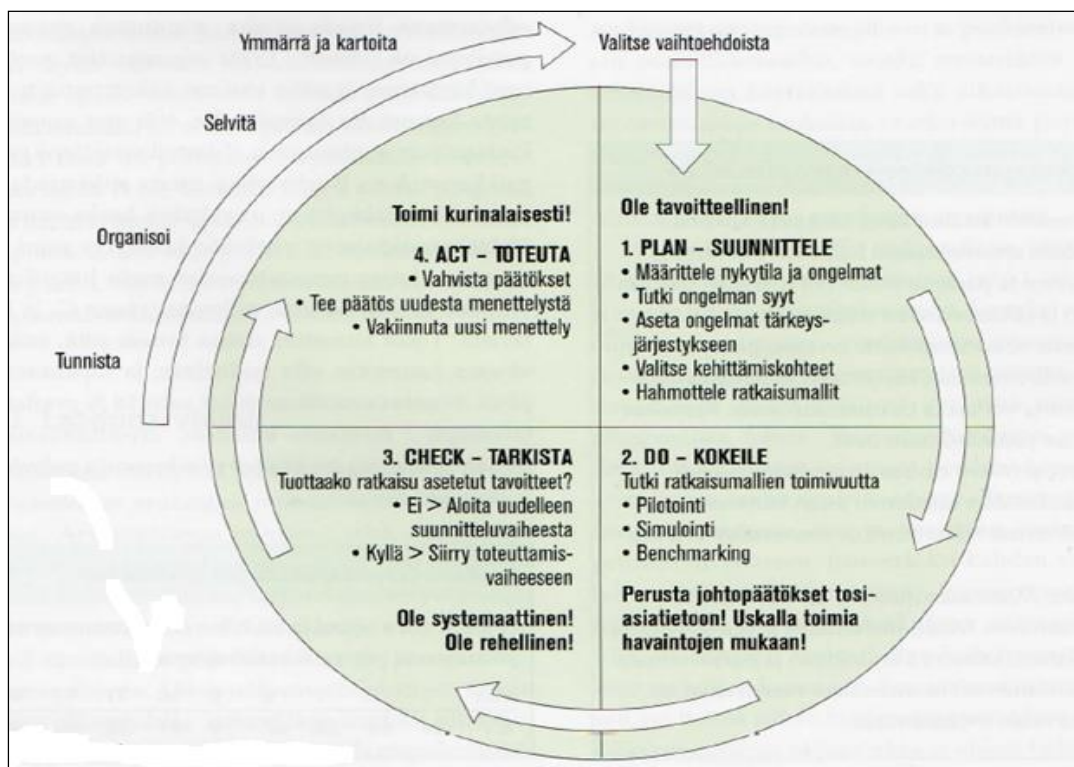 Ymmärrä ja kartoita
Valitse vaihtoehdoista
Selvitä
Organisoi
Tunnista
Toimi kurinalaisesti!
4. ACT – TOTEUTA
• Vahvista päätökset
• Tee päätös uudesta menettelystä
• Vakiinnuta uusi menettely
Ole tavoitteellinen!
1. PLAN – SUUNNITTELE
• Määrittele nykytila ja ongelmat
• Tutki ongelman syyt
• Aseta ongelmat tärkeys-
järjestykseen
• Valitse kehittämiskohteet
• Hahmottele ratkaisumallit
3. CHECK – TARKISTA
Tuottaako ratkaisu asetetut tavoitteet?
• Ei > Aloita uudelleen
suunnitteluvaiheesta
• Kyllä > Siirry toteuttamis-
vaiheeseen
Ole systemaattinen!
Ole rehellinen!
2. DO – KOKEILE
Tutki ratkaisumallien toimivuutta
• Pilotointi
• Simulointi
• Benchmarking
Perusta johtopäätökset tosi-
asiatietoon! Uskalla toimia
havaintojen mukaan!